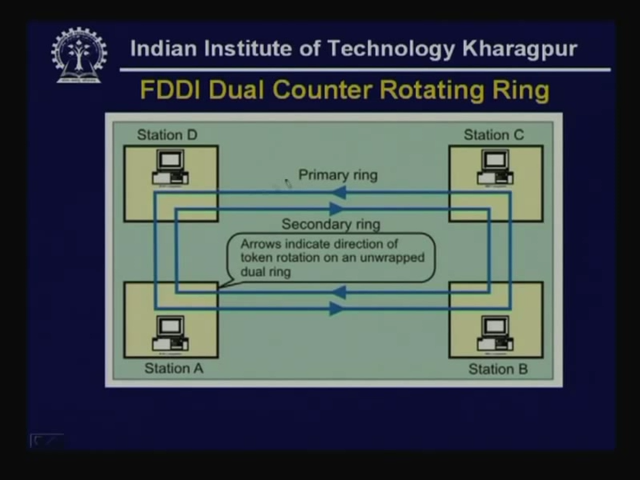 Indian Institute of Technology Kharagpur
FDDI Dual Counter Rotating Ring
Station D
Station C
Primary ring
Secondary ring
Arrows indicate direction of
token rotation on an unwrapped
dual ring
Station A
Station B